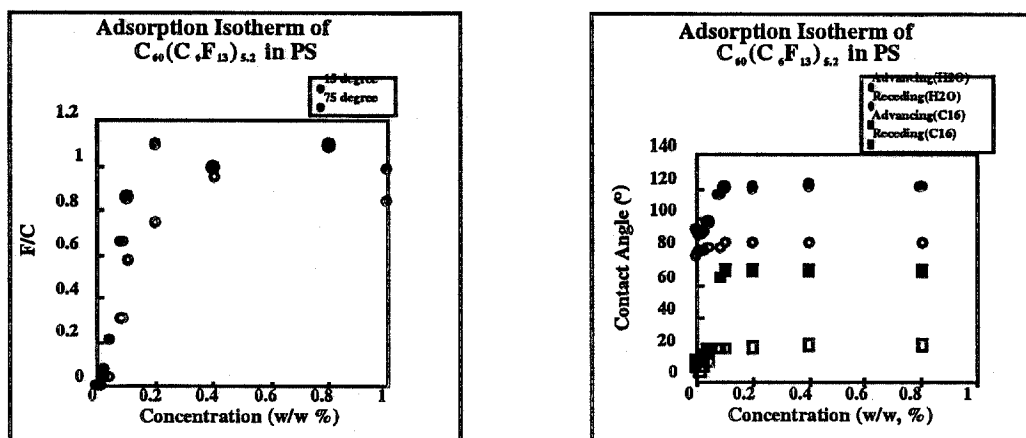 Adsorption Isotherm of
C₆₀(C₆F₁₃)₅.₂ in PS
15 degree
75 degree
1.2
1
0.8
0.6
0.4
0.2
0
F/C
0 0.2 0.4 0.6 0.8 1
Concentration (w/w %)
Adsorption Isotherm of
C₆₀(C₆F₁₃)₅.₂ in PS
Advancing(H2O)
Receding(H2O)
Advancing(C16)
Receding(C16)
140
120
100
80
60
40
20
0
Contact Angle (º)
0 0.2 0.4 0.6 0.8 1
Concentration (w/w, %)